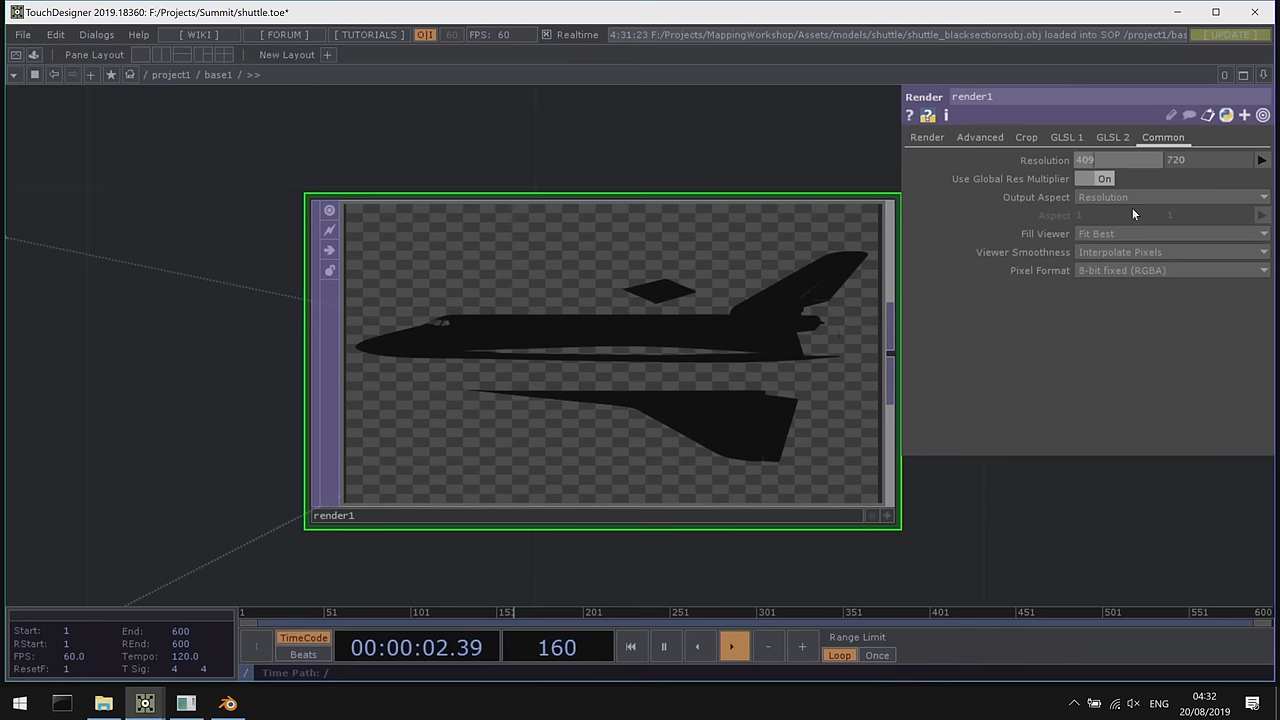 TouchDesigner 2019.18360: F:/Projects/Summit/shuttle.toe*
File Edit Dialogs Help [ WIKI ] [ FORUM ] [ TUTORIALS ] O|I 60 FPS: 60 Realtime 4:31:23 F:/Projects/MappingWorkshop/Assets/models/shuttle/shuttle_blacksectionsobj.obj loaded into SOP /project1/bas [ UPDATE ]
Pane Layout New Layout +
/ project1 / base1 / >> 0
Render render1
? ? i
Render Advanced Crop GLSL 1 GLSL 2 Common
Resolution 409 720
Use Global Res Multiplier On
Output Aspect Resolution
Aspect 1 1
Fill Viewer Fit Best
Viewer Smoothness Interpolate Pixels
Pixel Format 8-bit fixed (RGBA)
render1
1 51 101 151 201 251 301 351 401 451 501 551 600
Start: 1 End: 600
RStart: 1 REnd: 600
FPS: 60.0 Tempo: 120.0
ResetF: 1 T Sig: 4 4
TimeCode
Beats
00:00:02.39
160
- +
Range Limit
Loop Once
/ Time Path: /
ENG
04:32
20/08/2019